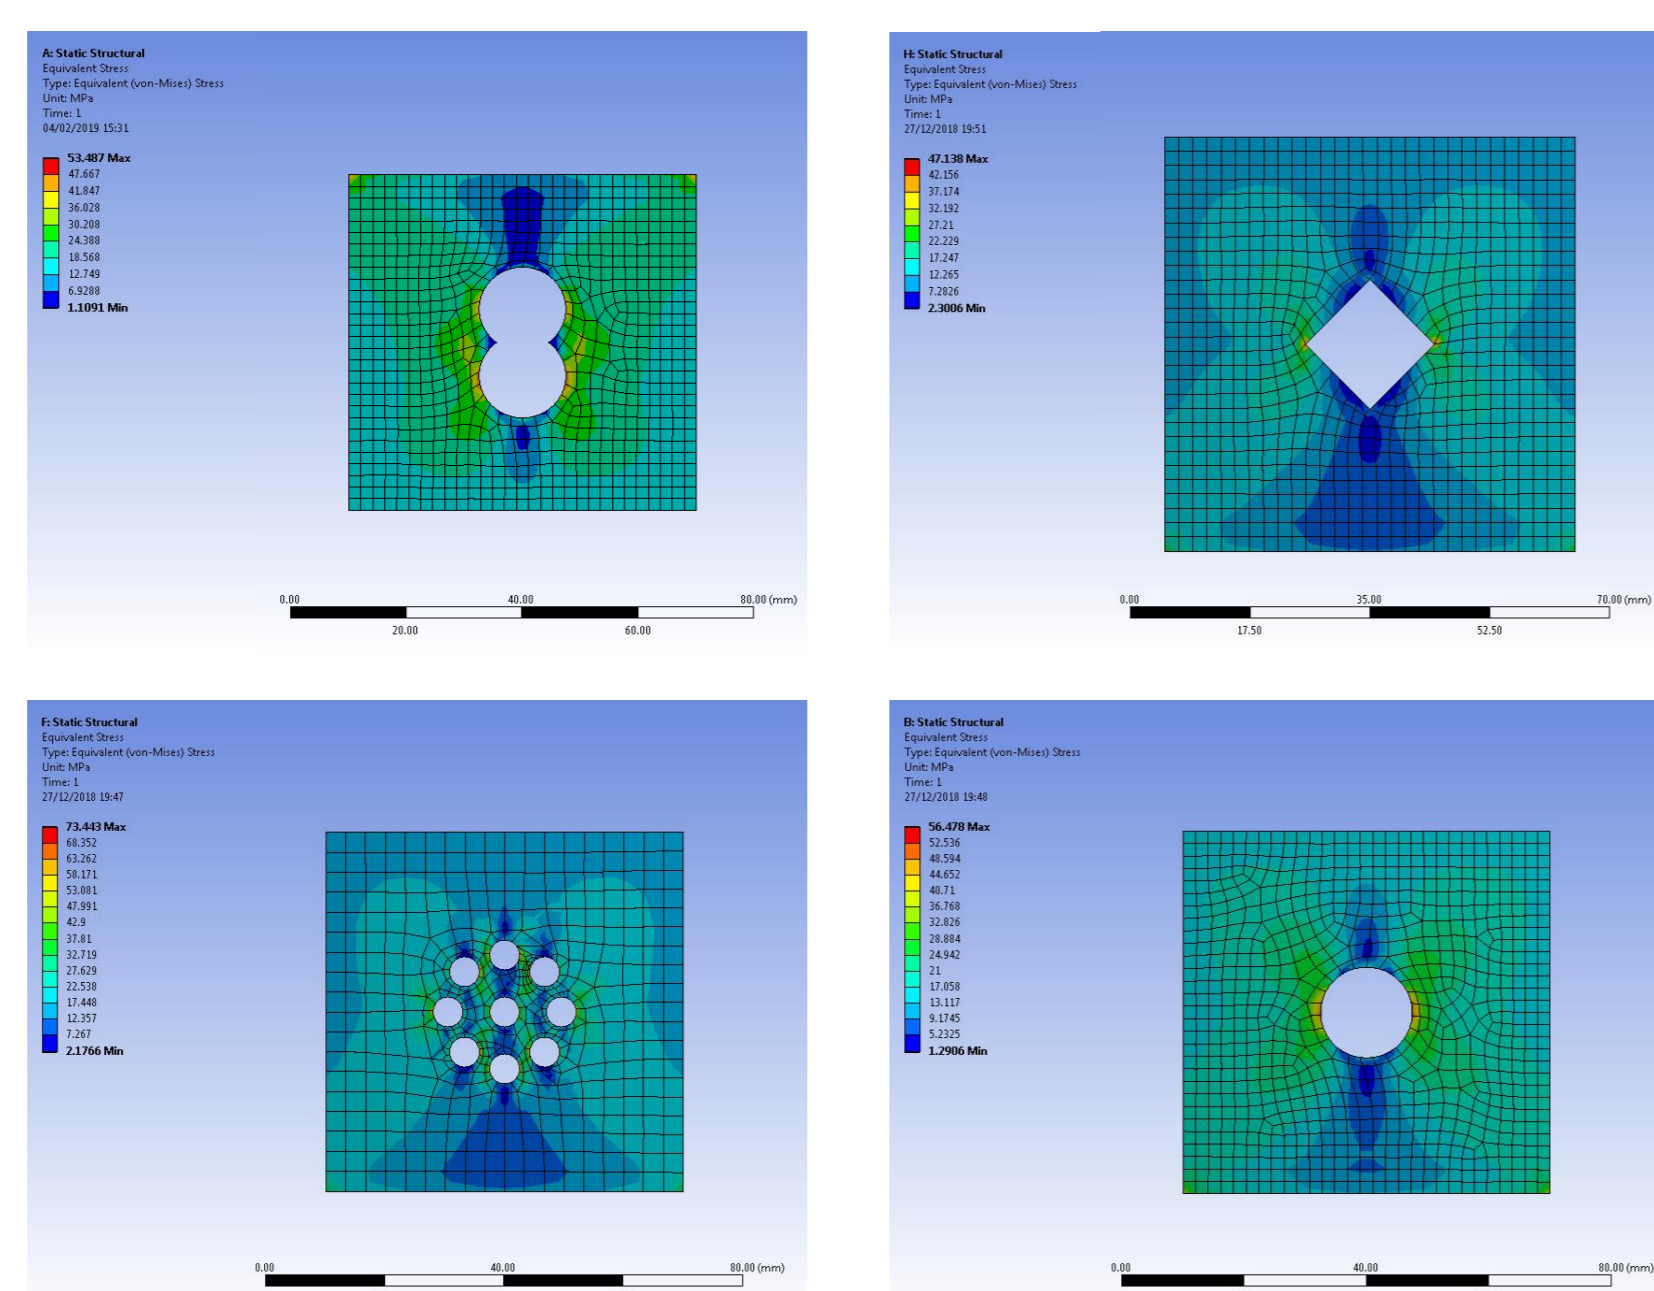 A: Static Structural
Equivalent Stress
Type: Equivalent (von-Mises) Stress
Unit: MPa
Time: 1
04/02/2019 15:31
53.487 Max
47.667
41.847
36.028
30.208
24.388
18.568
12.749
6.9288
1.1091 Min
0.00 40.00 80.00 (mm)
20.00 60.00
H: Static Structural
Equivalent Stress
Type: Equivalent (von-Mises) Stress
Unit: MPa
Time: 1
27/12/2018 19:51
47.138 Max
42.156
37.174
32.192
27.21
22.229
17.247
12.265
7.2826
2.3006 Min
0.00 35.00 70.00 (mm)
17.50 52.50
F: Static Structural
Equivalent Stress
Type: Equivalent (von-Mises) Stress
Unit: MPa
Time: 1
27/12/2018 19:47
73.443 Max
68.352
63.262
58.171
53.081
47.991
42.9
37.81
32.719
27.629
22.538
17.448
12.357
7.267
2.1766 Min
0.00 40.00 80.00 (mm)
B: Static Structural
Equivalent Stress
Type: Equivalent (von-Mises) Stress
Unit: MPa
Time: 1
27/12/2018 19:48
56.478 Max
52.536
48.594
44.652
40.71
36.768
32.826
28.884
24.942
21
17.058
13.117
9.1745
5.2325
1.2906 Min
0.00 40.00 80.00 (mm)